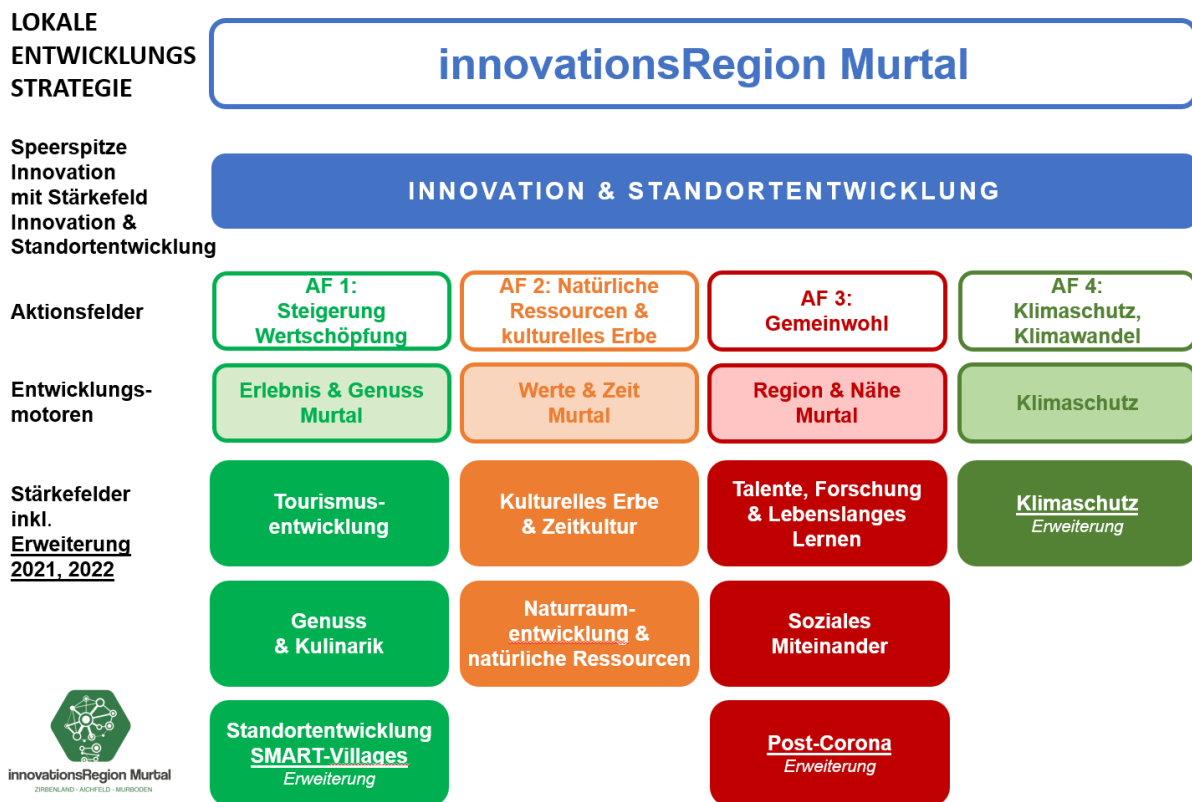 LOKALE
ENTWICKLUNGS
STRATEGIE
innovationsRegion Murtal
Speerspitze
Innovation
mit Stärkefeld
Innovation &
Standortentwicklung
INNOVATION & STANDORTENTWICKLUNG
Aktionsfelder
AF 1:
Steigerung
Wertschöpfung
AF 2: Natürliche
Ressourcen &
kulturelles Erbe
AF 3:
Gemeinwohl
AF 4:
Klimaschutz,
Klimawandel
Entwicklungs-
motoren
Erlebnis & Genuss
Murtal
Werte & Zeit
Murtal
Region & Nähe
Murtal
Klimaschutz
Stärkefelder
inkl.
Erweiterung
2021, 2022
Tourismus-
entwicklung
Kulturelles Erbe
& Zeitkultur
Talente, Forschung
& Lebenslanges
Lernen
Klimaschutz
Erweiterung
Genuss
& Kulinarik
Naturraum-
entwicklung &
natürliche Ressourcen
Soziales
Miteinander
Standortentwicklung
SMART-Villages
Erweiterung
Post-Corona
Erweiterung
innovationsRegion Murtal
ZIRBENLAND - AICHFELD - MURBODEN